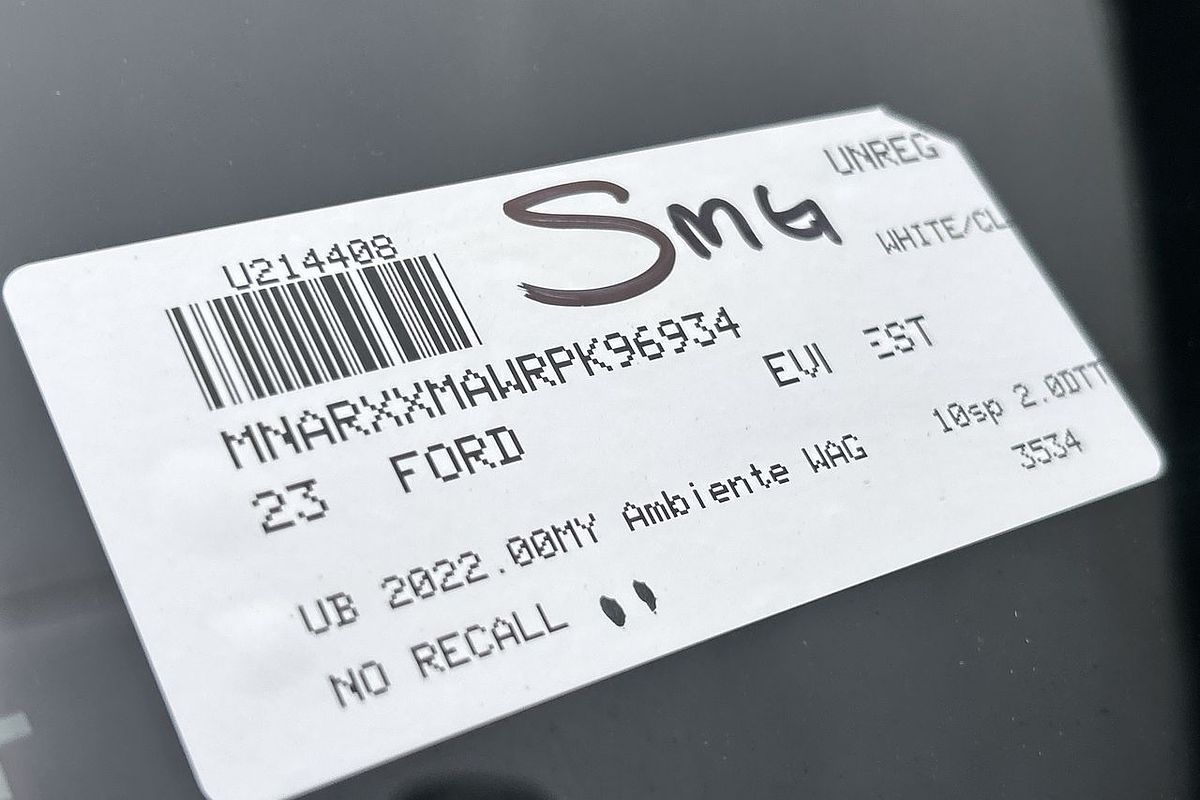 UNREG
SMG
WHITE/CL
U214408
MNARXXMAWRPK96934
23 FORD EVI EST
UB 2022.00MY Ambiente WAG 10sp 2.0DTT
NO RECALL 3534